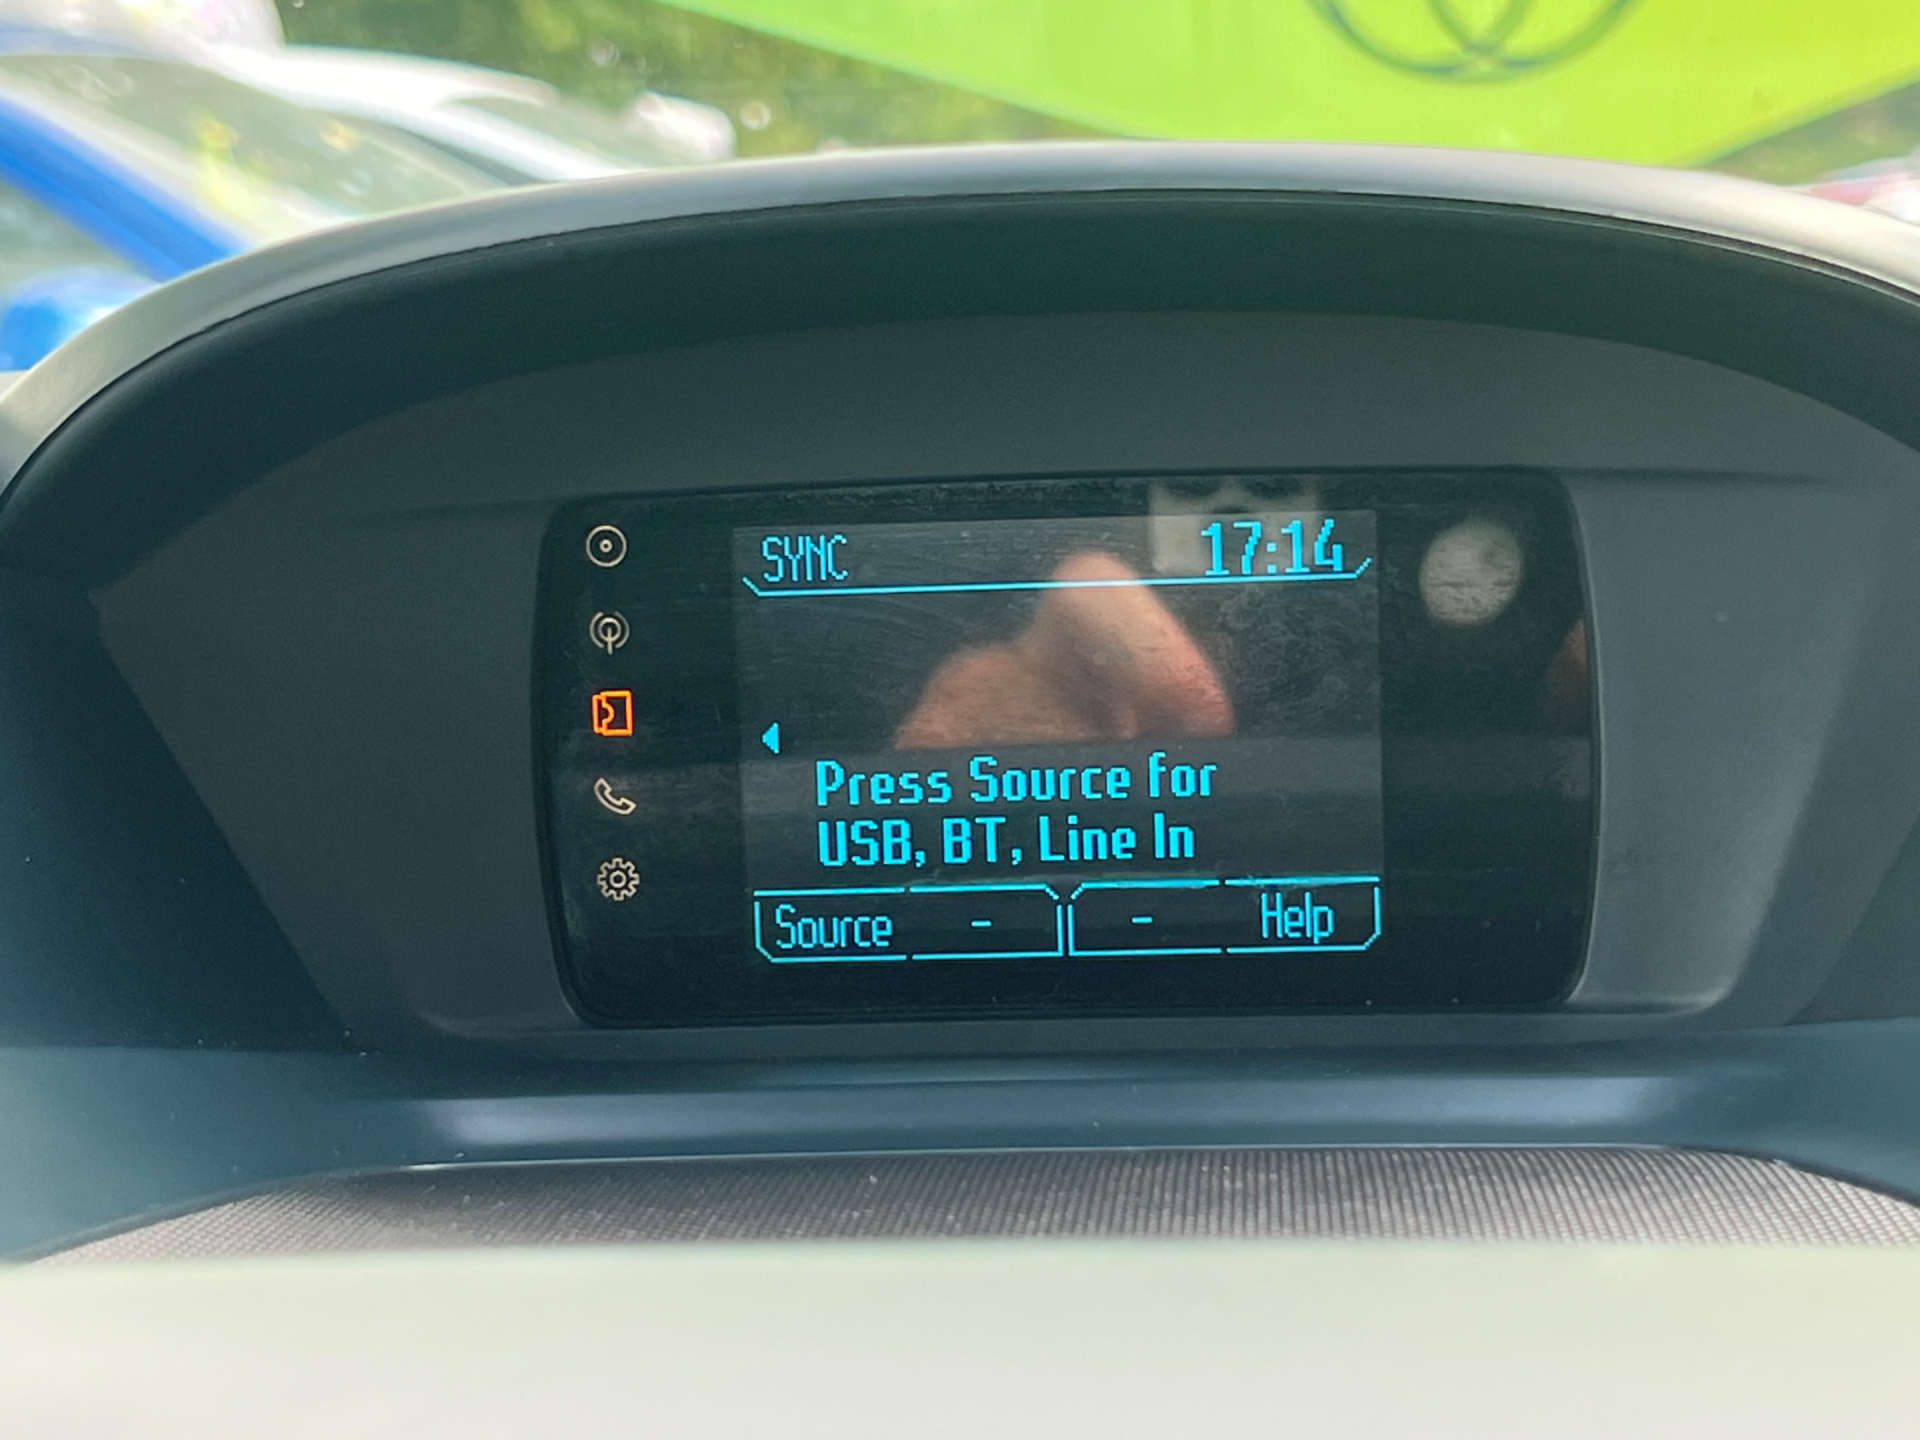 SYNC 17:14
Press Source for
USB, BT, Line In
Source - - Help